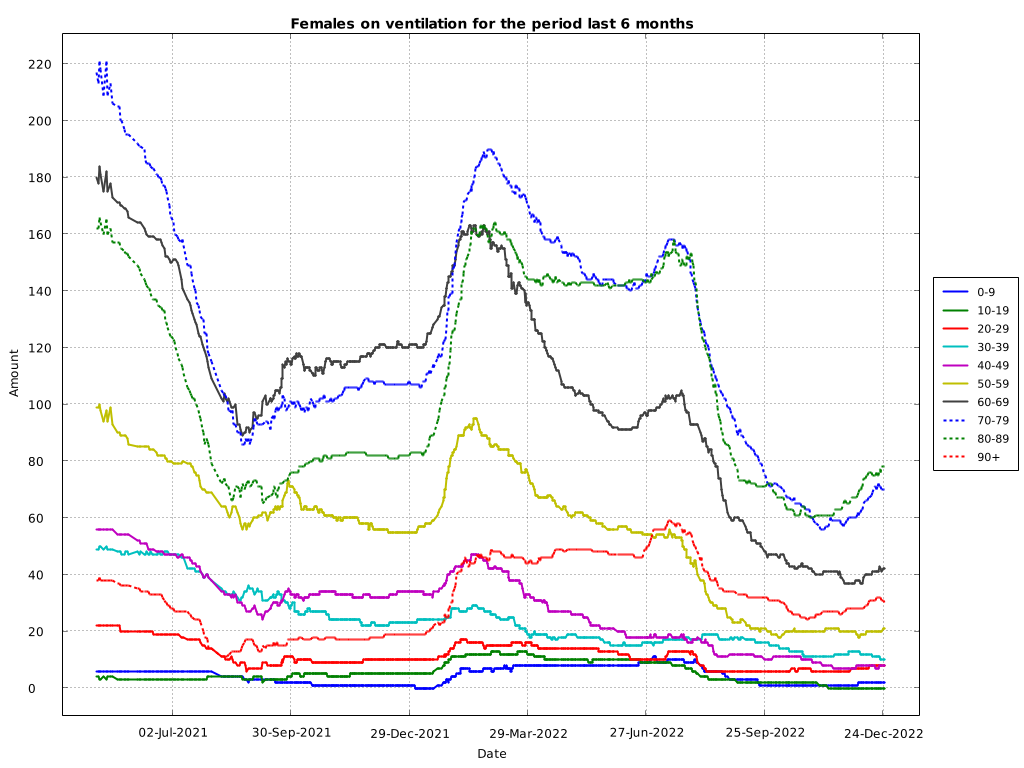 Females on ventilation for the period last 6 months
220
200
180
160
140
120
100
80
60
40
20
0
Amount
02-Jul-2021
30-Sep-2021
29-Dec-2021
29-Mar-2022
27-Jun-2022
25-Sep-2022
24-Dec-2022
Date
0-9
10-19
20-29
30-39
40-49
50-59
60-69
70-79
80-89
90+